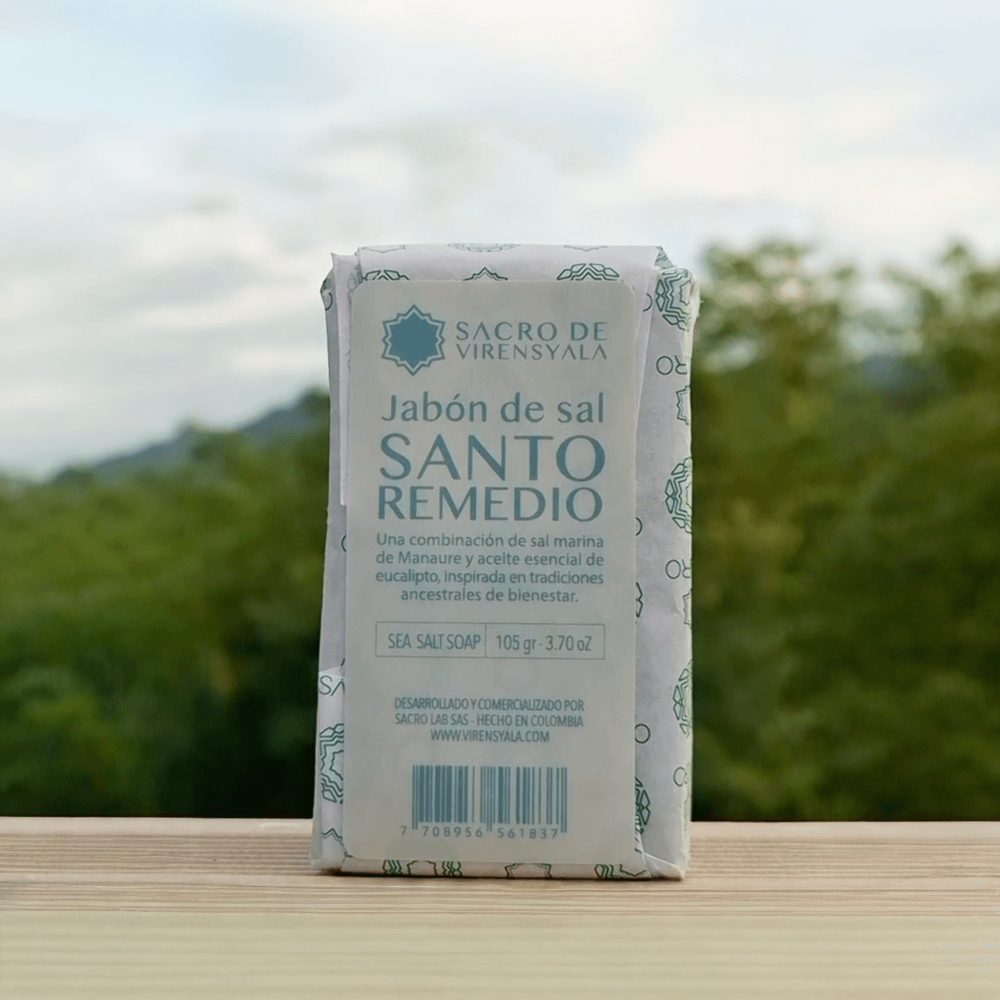 SACRO DE
VIRENSYALA
Jabón de sal
SANTO
REMEDIO
Una combinación de sal marina
de Manaure y aceite esencial de
eucalipto, inspirada en tradiciones
ancestrales de bienestar.
SEA SALT SOAP 105 gr - 3.70 oZ
DESARROLLADO Y COMERCIALIZADO POR
SACRO LAB SAS - HECHO EN COLOMBIA
WWW.VIRENSYALA.COM
7 708956 561837